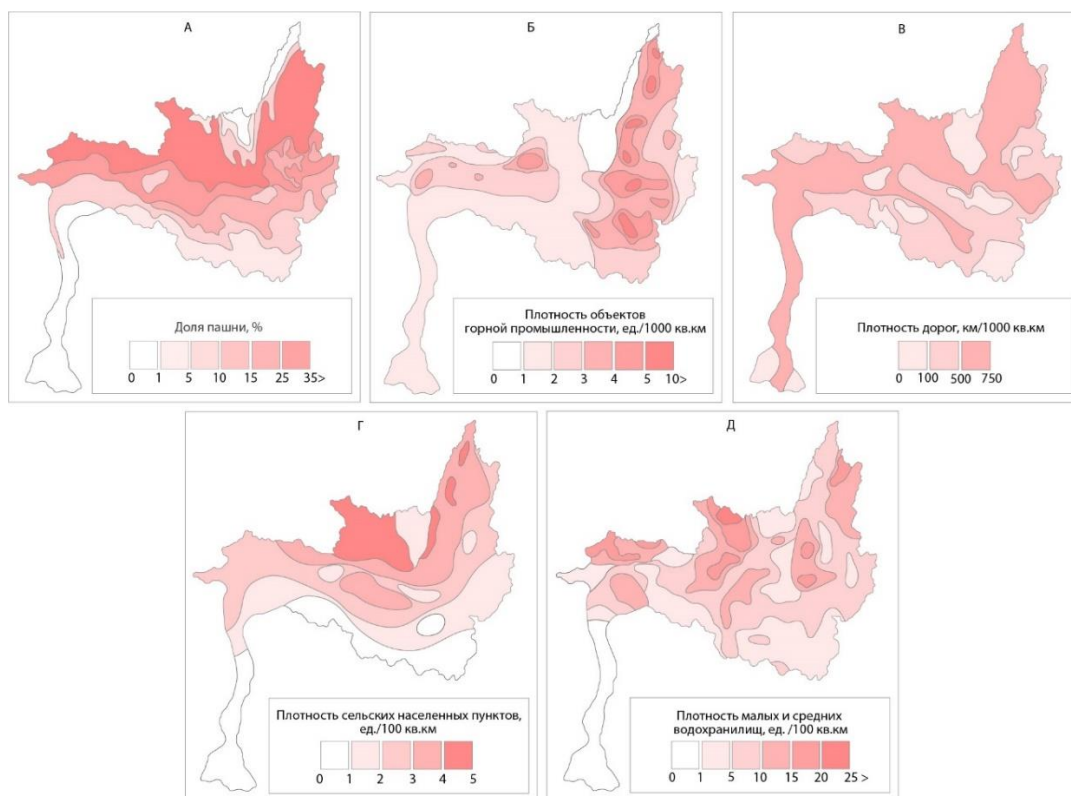 А
Доля пашни, %
0 1 5 10 15 25 35>
Б
Плотность объектов
горной промышленности, ед./1000 кв.км
0 1 2 3 4 5 10>
В
Плотность дорог, км/1000 кв.км
0 100 500 750
Г
Плотность сельских населенных пунктов,
ед./100 кв.км
0 1 2 3 4 5
Д
Плотность малых и средних
водохранилищ, ед. /100 кв.км
0 1 5 10 15 20 25 >